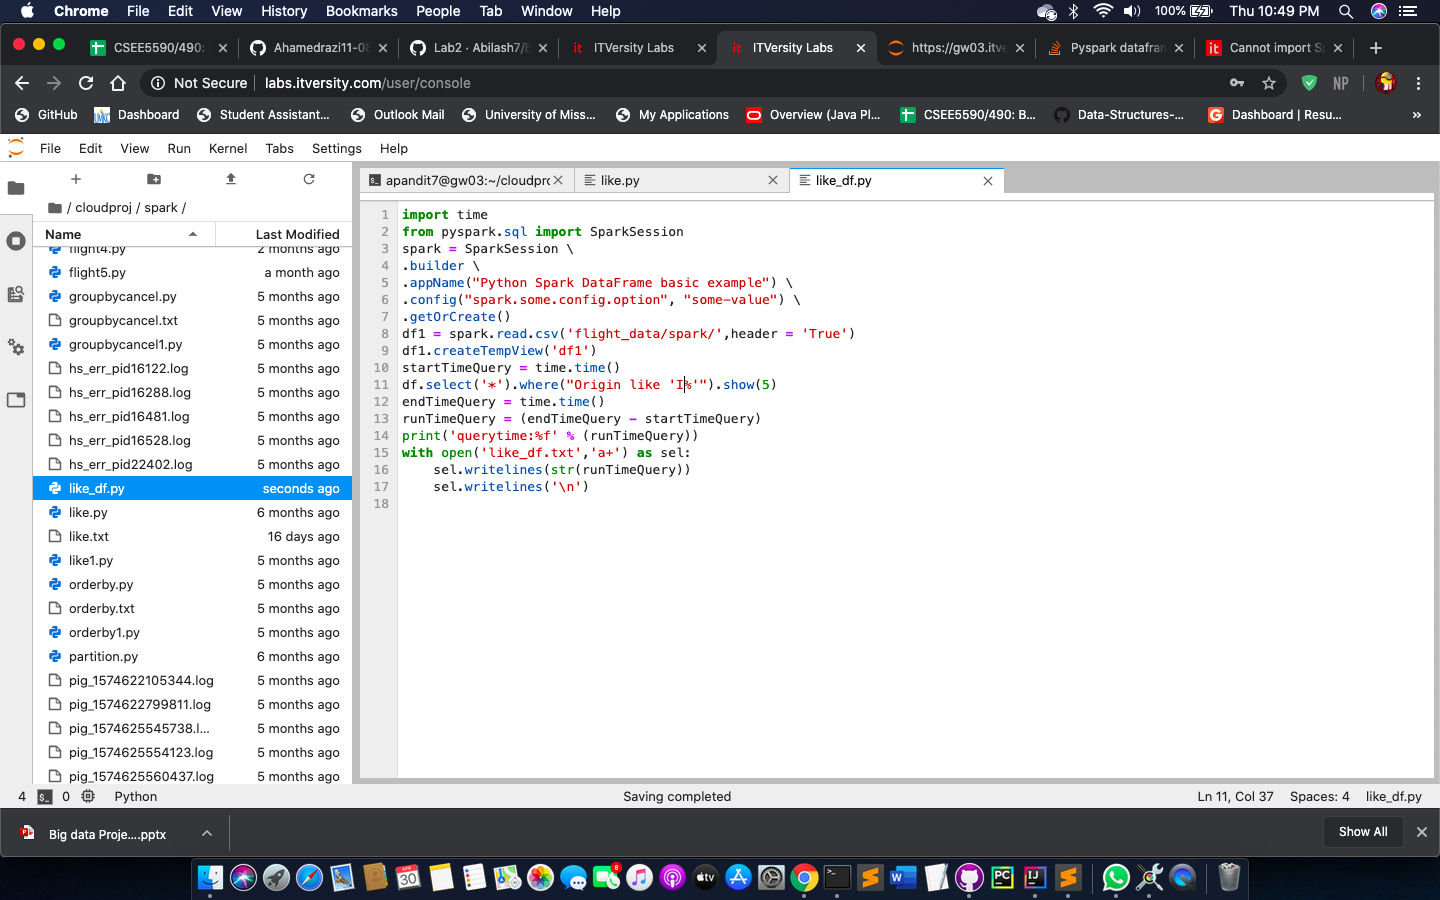 Chrome File Edit View History Bookmarks People Tab Window Help 100% Thu 10:49 PM
CSEE5590/490: Ahamedrazi11-0 Lab2 · Abilash7/ ITVersity Labs ITVersity Labs https://gw03.itve Pyspark datafra Cannot import S
Not Secure labs.itversity.com/user/console NP
GitHub Dashboard Student Assistant... Outlook Mail University of Miss... My Applications Overview (Java Pl... CSEE5590/490: B... Data-Structures-... Dashboard | Resu... »
File Edit View Run Kernel Tabs Settings Help
apandit7@gw03:~/cloudprc like.py like_df.py
/ cloudproj / spark /
Name Last Modified
flight4.py 2 months ago
flight5.py a month ago
groupbycancel.py 5 months ago
groupbycancel.txt 5 months ago
groupbycancel1.py 5 months ago
hs_err_pid16122.log 5 months ago
hs_err_pid16288.log 5 months ago
hs_err_pid16481.log 5 months ago
hs_err_pid16528.log 5 months ago
hs_err_pid22402.log 5 months ago
like_df.py seconds ago
like.py 6 months ago
like.txt 16 days ago
like1.py 5 months ago
orderby.py 5 months ago
orderby.txt 5 months ago
orderby1.py 5 months ago
partition.py 6 months ago
pig_1574622105344.log 5 months ago
pig_1574622799811.log 5 months ago
pig_1574625545738.l... 5 months ago
pig_1574625554123.log 5 months ago
pig_1574625560437.log 5 months ago
1 import time
2 from pyspark.sql import SparkSession
3 spark = SparkSession \
4 .builder \
5 .appName("Python Spark DataFrame basic example") \
6 .config("spark.some.config.option", "some-value") \
7 .getOrCreate()
8 df1 = spark.read.csv('flight_data/spark/',header = 'True')
9 df1.createTempView('df1')
10 startTimeQuery = time.time()
11 df.select('*').where("Origin like 'I%'").show(5)
12 endTimeQuery = time.time()
13 runTimeQuery = (endTimeQuery - startTimeQuery)
14 print('querytime:%f' % (runTimeQuery))
15 with open('like_df.txt','a+') as sel:
16     sel.writelines(str(runTimeQuery))
17     sel.writelines('\n')
18
4 0 Python Saving completed Ln 11, Col 37 Spaces: 4 like_df.py
Big data Proje....pptx Show All